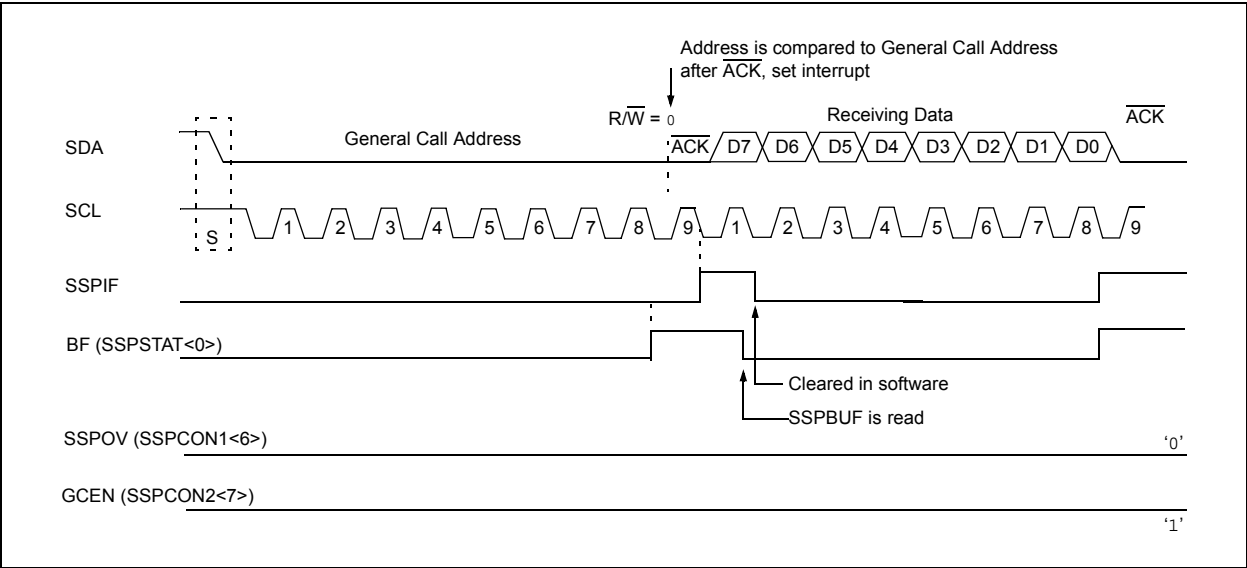 Address is compared to General Call Address
after ACK, set interrupt
R/W = 0
Receiving Data
ACK
General Call Address
SDA
ACK D7 D6 D5 D4 D3 D2 D1 D0
SCL
S
1 2 3 4 5 6 7 8 9 1 2 3 4 5 6 7 8 9
SSPIF
BF (SSPSTAT<0>)
Cleared in software
SSPBUF is read
SSPOV (SSPCON1<6>)
‘0’
GCEN (SSPCON2<7>)
‘1’